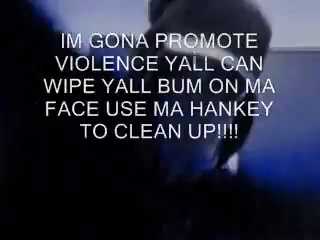 IM GONA PROMOTE
VIOLENCE YALL CAN
WIPE YALL BUM ON MA
FACE USE MA HANKEY
TO CLEAN UP!!!!